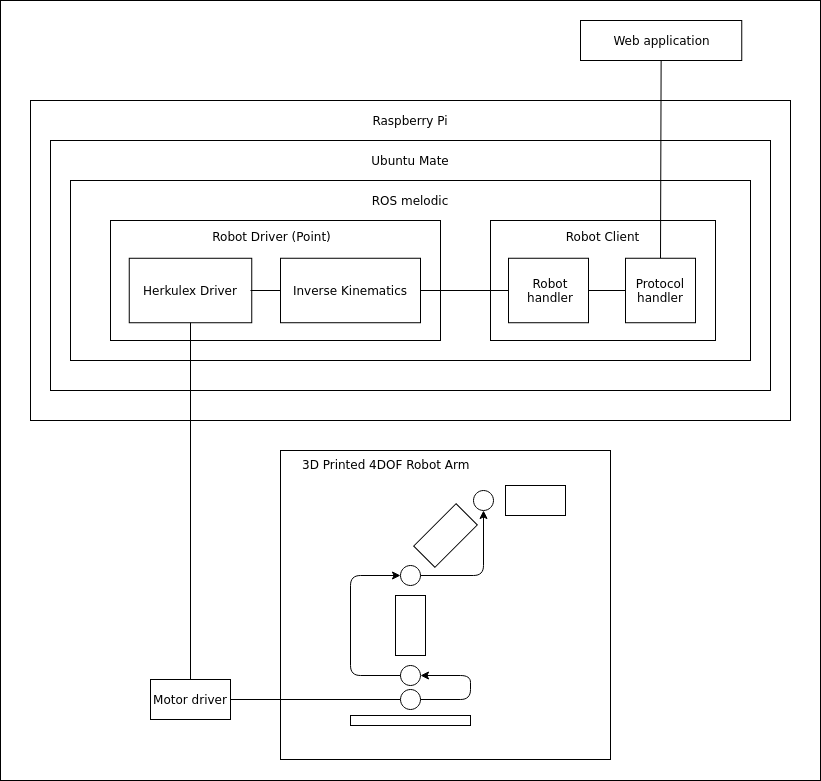 Web application
Raspberry Pi
Ubuntu Mate
ROS melodic
Robot Driver (Point)
Robot Client
Herkulex Driver
Inverse Kinematics
Robot
handler
Protocol
handler
3D Printed 4DOF Robot Arm
Motor driver